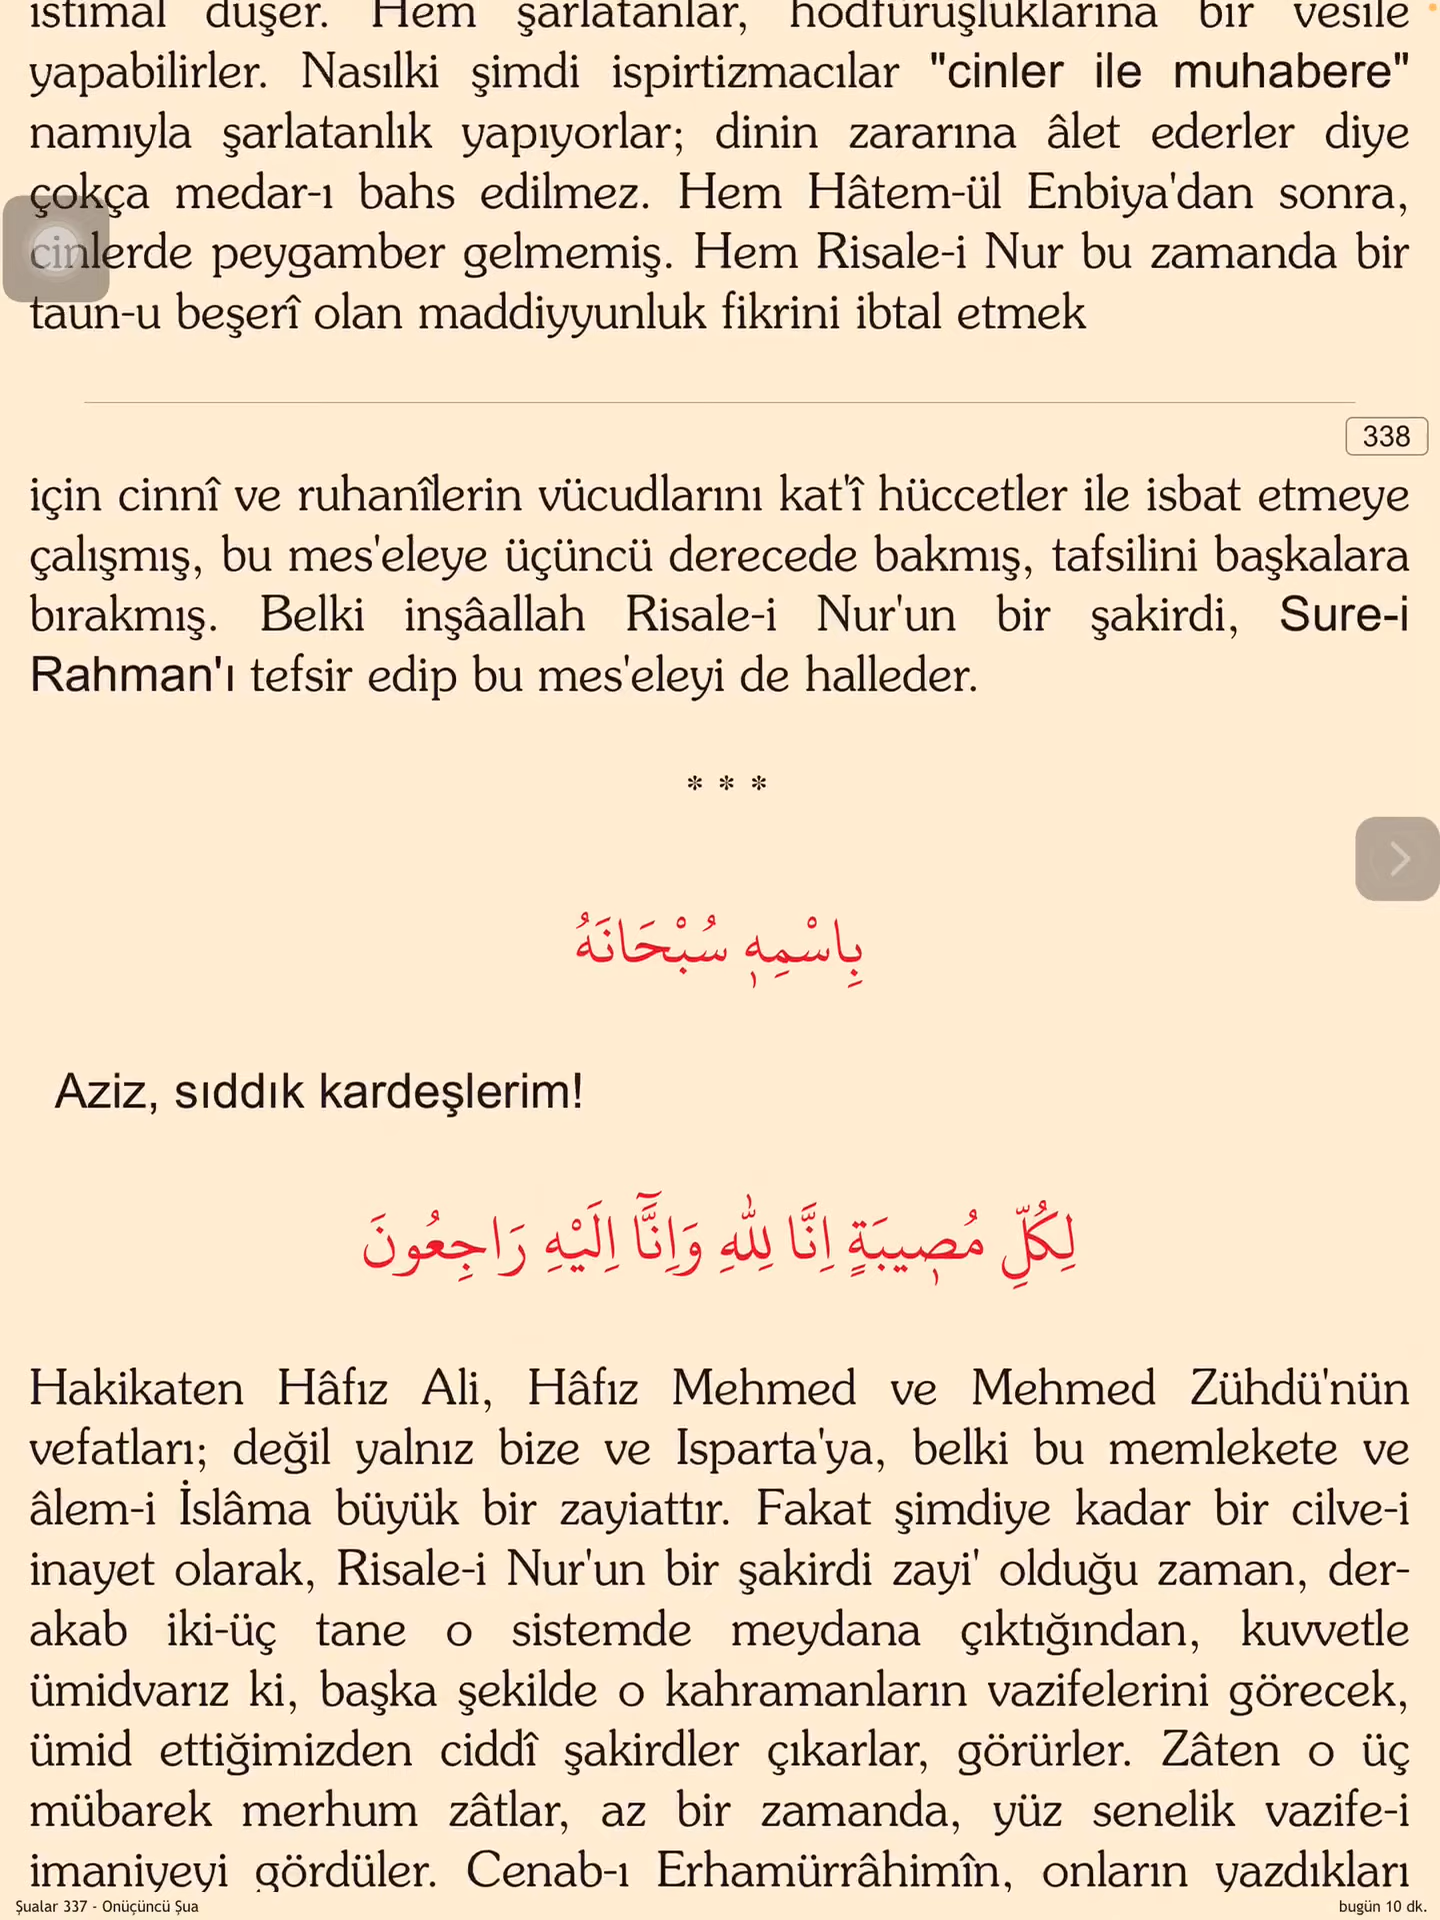 istimal düşer. Hem şarlatanlar, hodfüruşluklarına bir vesile
yapabilirler. Nasılki şimdi ispirtizmacılar "cinler ile muhabere"
namıyla şarlatanlık yapıyorlar; dinin zararına âlet ederler diye
çokça medar-ı bahs edilmez. Hem Hâtem-ül Enbiya'dan sonra,
cinlerde peygamber gelmemiş. Hem Risale-i Nur bu zamanda bir
taun-u beşerî olan maddiyyunluk fikrini ibtal etmek
338
için cinnî ve ruhanîlerin vücudlarını kat'î hüccetler ile isbat etmeye
çalışmış, bu mes'eleye üçüncü derecede bakmış, tafsilini başkalara
bırakmış. Belki inşâallah Risale-i Nur'un bir şakirdi, Sure-i
Rahman'ı tefsir edip bu mes'eleyi de halleder.
* * *
بِاسْمِهٖ سُبْحَانَهُ
Aziz, sıddık kardeşlerim!
لِكُلِّ مُصٖيبَةٍ اِنَّا لِلّٰهِ وَاِنَّٓا اِلَيْهِ رَاجِعُونَ
Hakikaten Hâfız Ali, Hâfız Mehmed ve Mehmed Zühdü'nün
vefatları; değil yalnız bize ve Isparta'ya, belki bu memlekete ve
âlem-i İslâma büyük bir zayiattır. Fakat şimdiye kadar bir cilve-i
inayet olarak, Risale-i Nur'un bir şakirdi zayi' olduğu zaman, der-
akab iki-üç tane o sistemde meydana çıktığından, kuvvetle
ümidvarız ki, başka şekilde o kahramanların vazifelerini görecek,
ümid ettiğimizden ciddî şakirdler çıkarlar, görürler. Zâten o üç
mübarek merhum zâtlar, az bir zamanda, yüz senelik vazife-i
imaniyeyi gördüler. Cenab-ı Erhamürrâhimîn, onların yazdıkları
Şualar 337 - Onüçüncü Şua
bugün 10 dk.